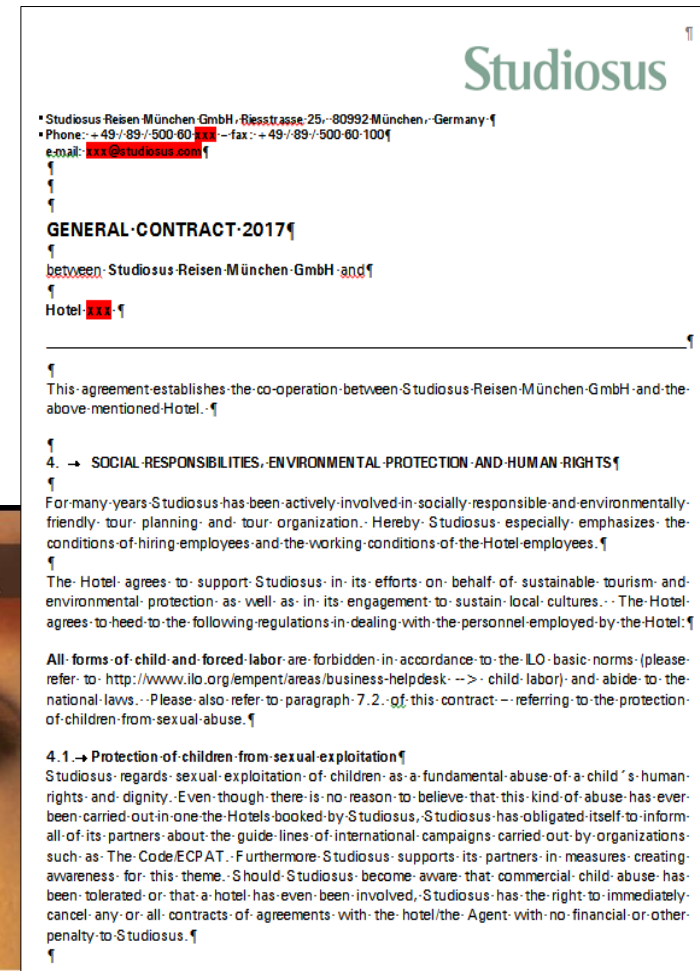 Studiosus
Studiosus Reisen München GmbH, Riesstrasse 25, 80992 München, Germany
Phone: + 49 / 89 / 500 60 xxx – fax: + 49 / 89 / 500 60 100
e-mail: xxx@studiosus.com
GENERAL CONTRACT 2017
between Studiosus Reisen München GmbH and
Hotel xxx
This agreement establishes the co-operation between Studiosus Reisen München GmbH and the
above mentioned Hotel.
4. → SOCIAL RESPONSIBILITIES, ENVIRONMENTAL PROTECTION AND HUMAN RIGHTS
For many years Studiosus has been actively involved in socially responsible and environmentally
friendly tour planning and tour organization. Hereby Studiosus especially emphasizes the
conditions of hiring employees and the working conditions of the Hotel employees.
The Hotel agrees to support Studiosus in its efforts on behalf of sustainable tourism and
environmental protection as well as in its engagement to sustain local cultures. The Hotel
agrees to heed to the following regulations in dealing with the personnel employed by the Hotel:
All forms of child and forced labor are forbidden in accordance to the ILO basic norms (please
refer to http://www.ilo.org/empent/areas/business-helpdesk --> child labor) and abide to the
national laws. Please also refer to paragraph 7.2. of this contract – referring to the protection
of children from sexual abuse.
4.1.→ Protection of children from sexual exploitation
Studiosus regards sexual exploitation of children as a fundamental abuse of a child´s human
rights and dignity. Even though there is no reason to believe that this kind of abuse has ever
been carried out in one the Hotels booked by Studiosus, Studiosus has obligated itself to inform
all of its partners about the guide lines of international campaigns carried out by organizations
such as The Code/ECPAT. Furthermore Studiosus supports its partners in measures creating
awareness for this theme. Should Studiosus become aware that commercial child abuse has
been tolerated or that a hotel has even been involved, Studiosus has the right to immediately
cancel any or all contracts of agreements with the hotel/the Agent with no financial or other
penalty to Studiosus.